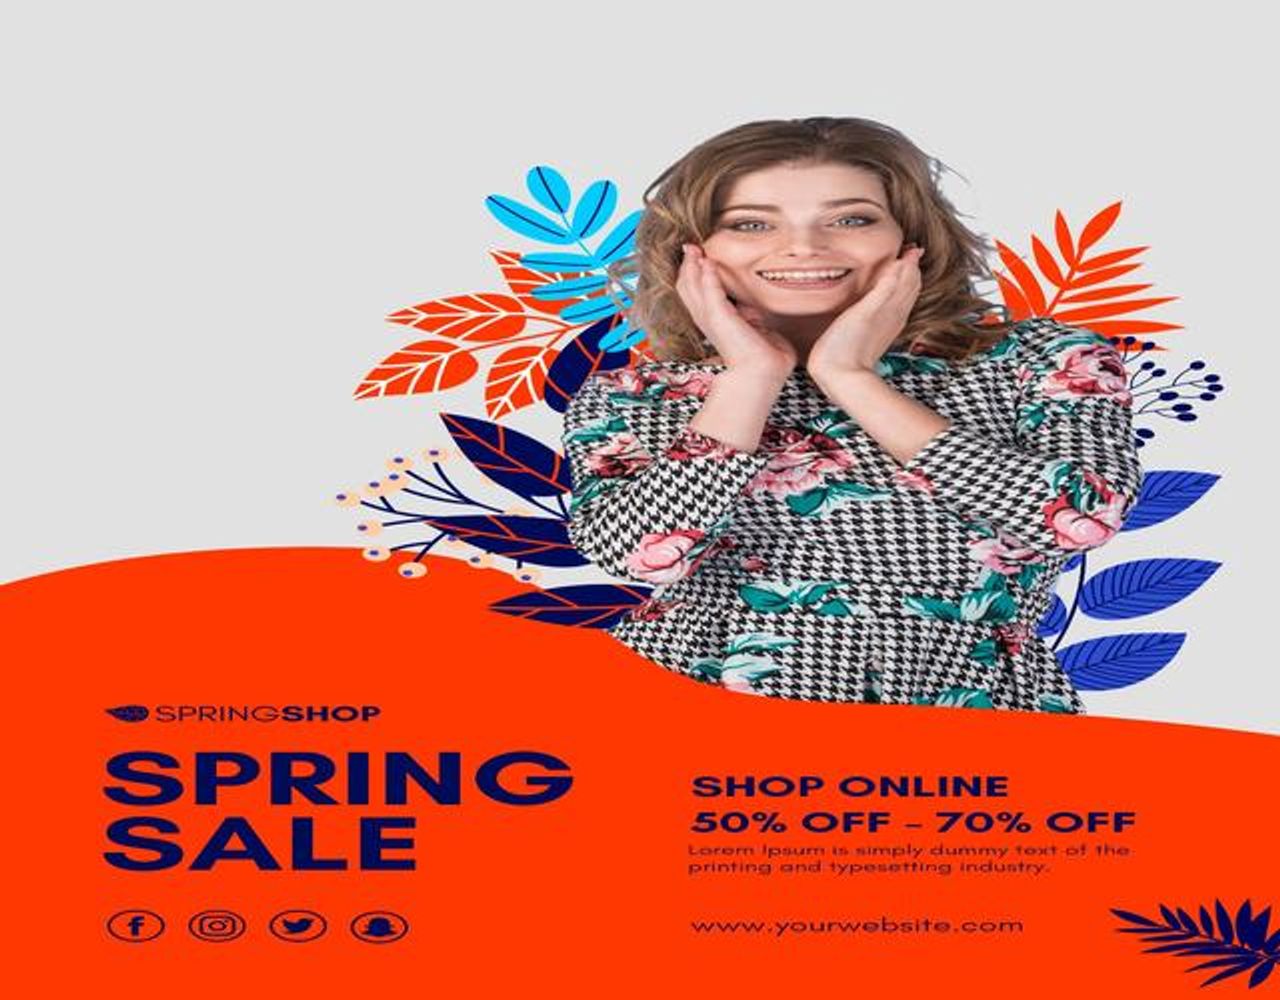 SPRINGSHOP
SPRING
SALE
SHOP ONLINE
50% OFF - 70% OFF
Lorem Ipsum is simply dummy text of the
printing and typesetting industry.
www.yourwebsite.com